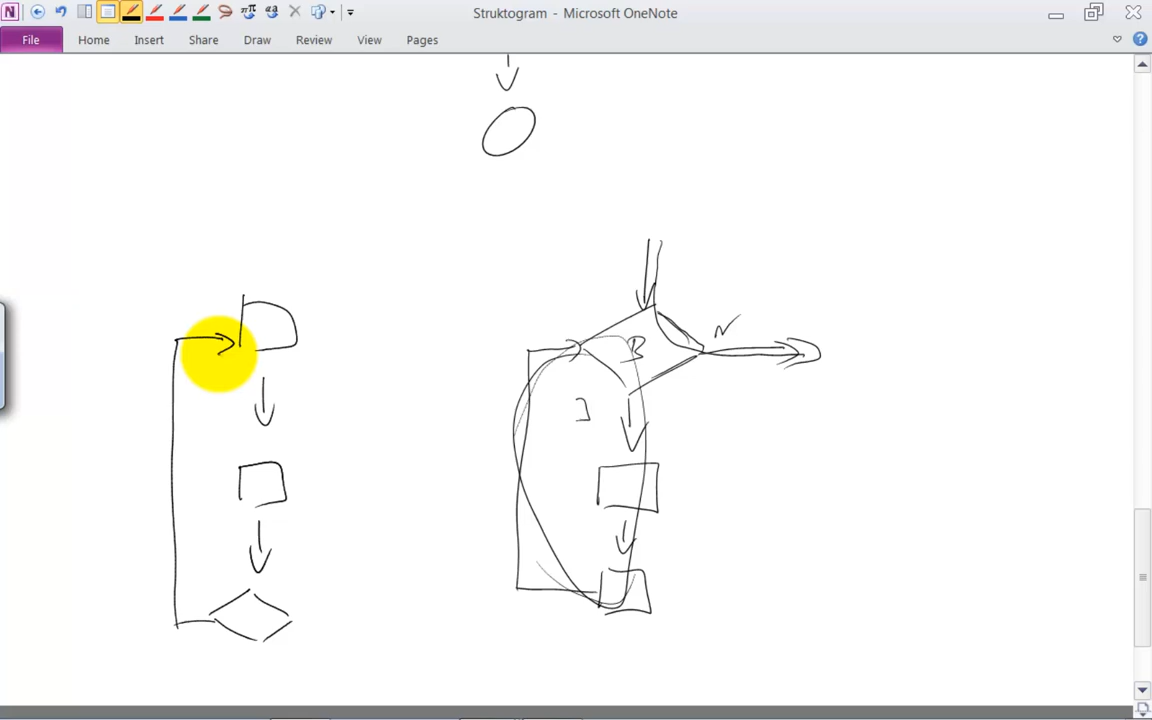 Struktogram - Microsoft OneNote
File Home Insert Share Draw Review View Pages
N
B
J